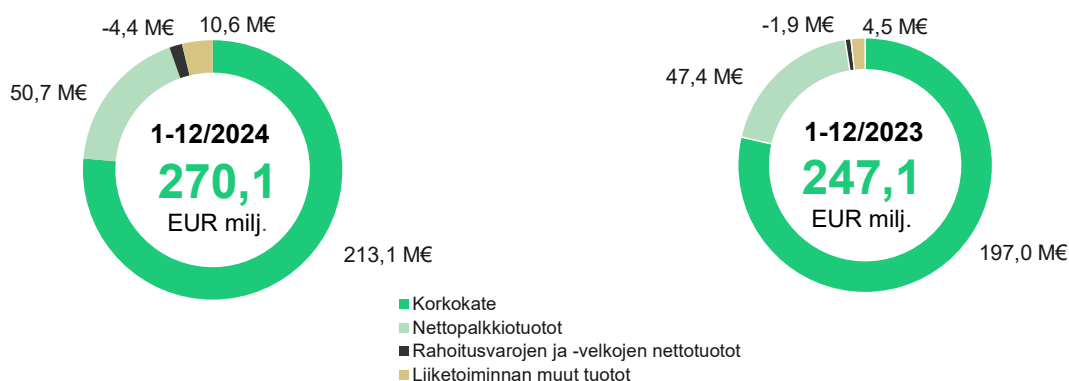 -4,4 M€
10,6 M€
50,7 M€
1-12/2024
270,1
EUR milj.
213,1 M€
-1,9 M€
4,5 M€
47,4 M€
1-12/2023
247,1
EUR milj.
197,0 M€
Korkokate
Nettopalkkiotuotot
Rahoitusvarojen ja -velkojen nettotuotot
Liiketoiminnan muut tuotot